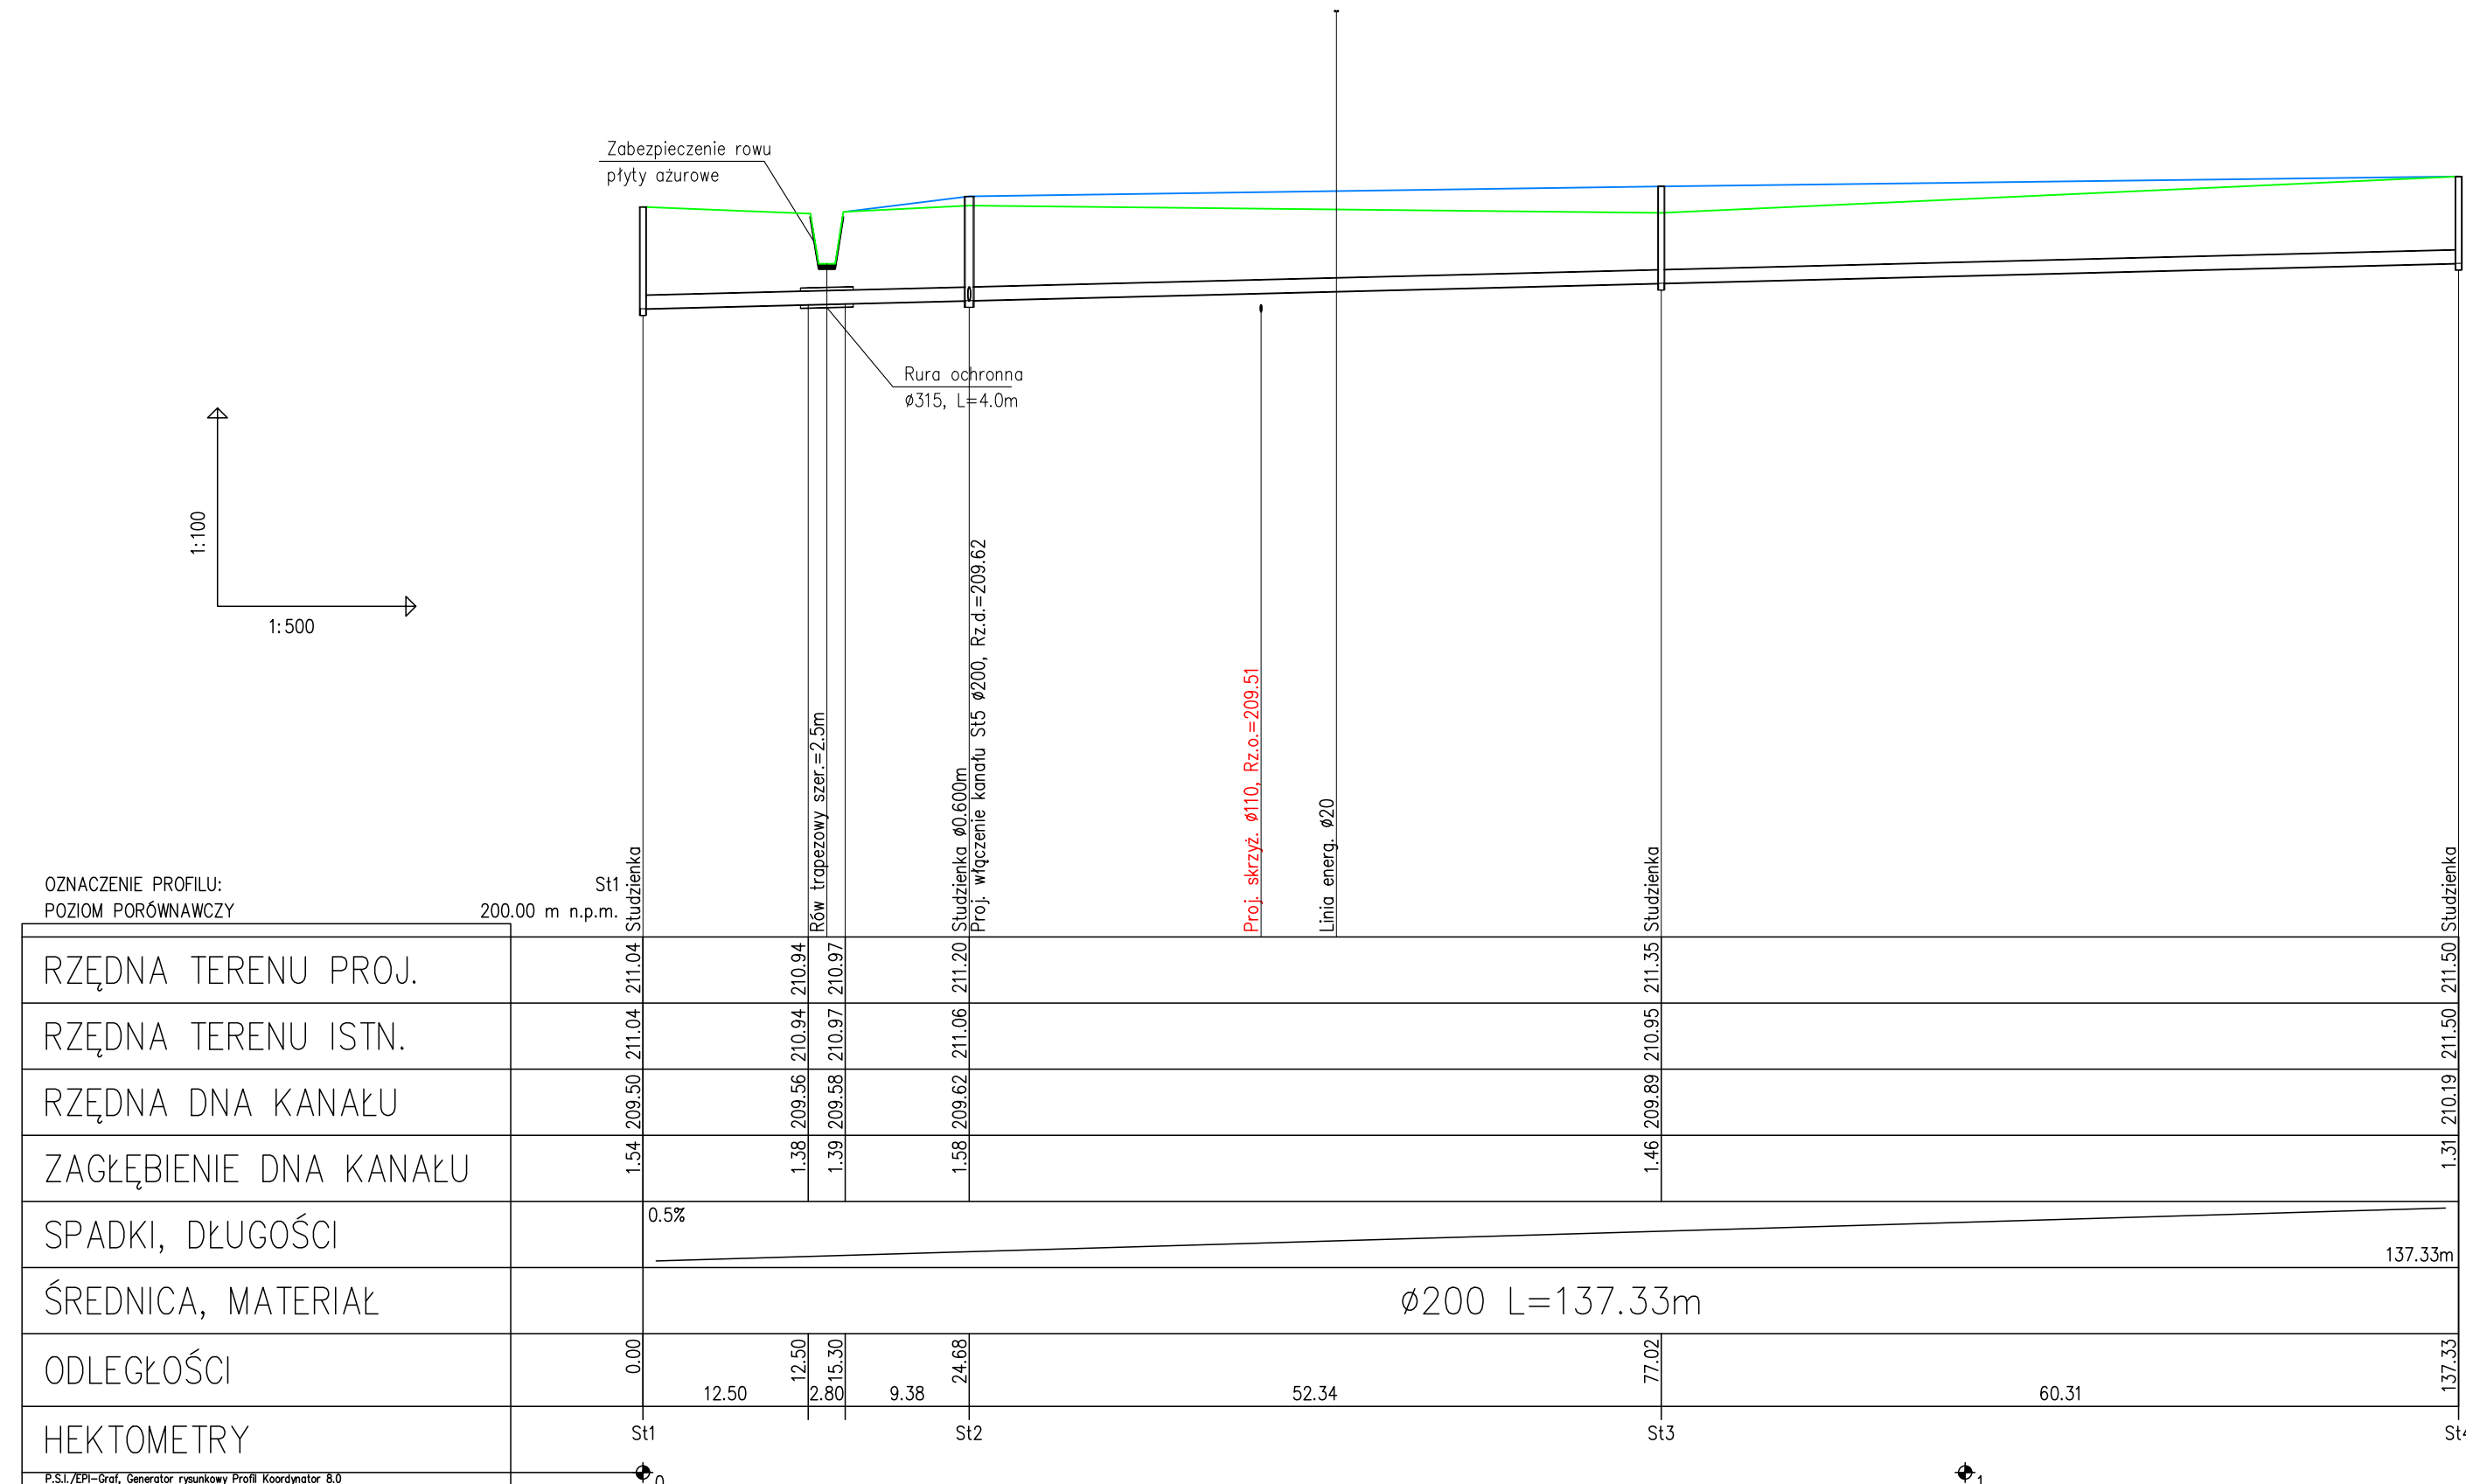 Zabezpieczenie rowu
płyty ażurowe
Rura ochronna
ø315, L=4.0m
1:100
1:500
Studzienka
Rów trapezowy szer.=2.5m
Studzienka ø0.600m
Proj. włączenie kanału St5 ø200, Rz.d.=209.62
Proj. skrzyż. ø110, Rz.o.=209.51
Linia energ. ø20
Studzienka
Studzienka
OZNACZENIE PROFILU: St1
POZIOM PORÓWNAWCZY 200.00 m n.p.m.
RZĘDNA TERENU PROJ. 211.04 210.94 210.97 211.20 211.35 211.50
RZĘDNA TERENU ISTN. 211.04 210.94 210.97 211.06 210.95 211.50
RZĘDNA DNA KANAŁU 209.50 209.56 209.58 209.62 209.89 210.19
ZAGŁĘBIENIE DNA KANAŁU 1.54 1.38 1.39 1.58 1.46 1.31
SPADKI, DŁUGOŚCI 0.5% 137.33m
ŚREDNICA, MATERIAŁ ø200 L=137.33m
ODLEGŁOŚCI 0.00 12.50 15.30 24.68 77.02 137.33
12.50 2.80 9.38 52.34 60.31
HEKTOMETRY St1 St2 St3 St4
0 1
P.S.I./EPI-Graf, Generator rysunkowy Profil Koordynator 8.0